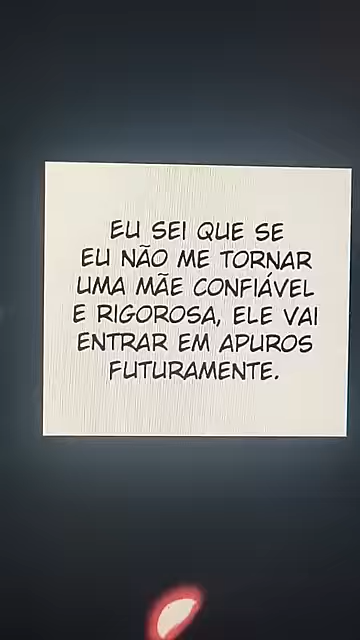 EU SEI QUE SE
EU NÃO ME TORNAR
UMA MÃE CONFIÁVEL
E RIGOROSA, ELE VAI
ENTRAR EM APUROS
FUTURAMENTE.